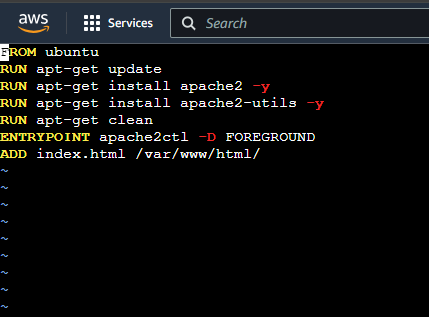 aws Services Search
FROM ubuntu
RUN apt-get update
RUN apt-get install apache2 -y
RUN apt-get install apache2-utils -y
RUN apt-get clean
ENTRYPOINT apache2ctl -D FOREGROUND
ADD index.html /var/www/html/
~
~
~
~
~
~
~
~
~